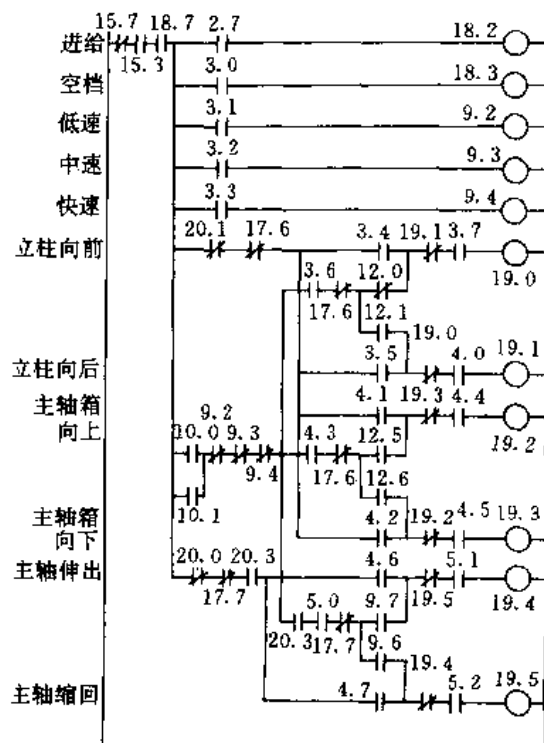 15.7 18.7 2.7 18.2
进给
15.3
3.0 18.3
空档
3.1 9.2
低速
3.2 9.3
中速
3.3 9.4
快速
20.1 17.6 3.4 19.1 3.7
立柱向前
19.0
3.6 12.0
17.6 12.1
19.0
3.5 4.0 19.1
立柱向后
4.1 19.3 4.4
主轴箱
向上
9.2
19.2
10.0 9.3 4.3 12.5
9.4 17.6
12.6
10.1
4.2 19.2 4.5 19.3
主轴箱
向下
20.0 20.3 4.6 5.1
主轴伸出
17.7 19.5 19.4
5.0 9.7
20.3 17.7 9.6
19.4
4.7 5.2 19.5
主轴缩回